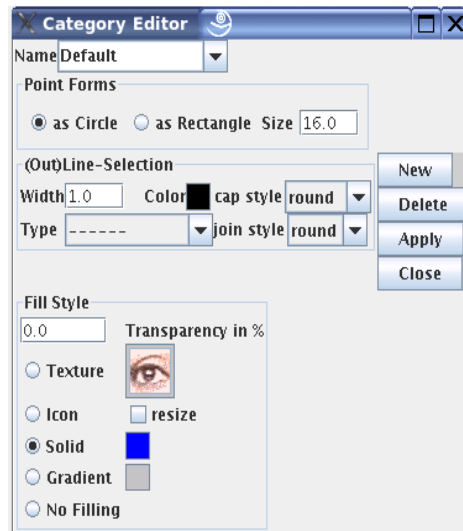 Category Editor
Name Default
Point Forms
as Circle as Rectangle Size 16.0
(Out)Line-Selection
Width 1.0 Color cap style round
Type ------ join style round
New
Delete
Apply
Close
Fill Style
0.0 Transparency in %
Texture
Icon resize
Solid
Gradient
No Filling